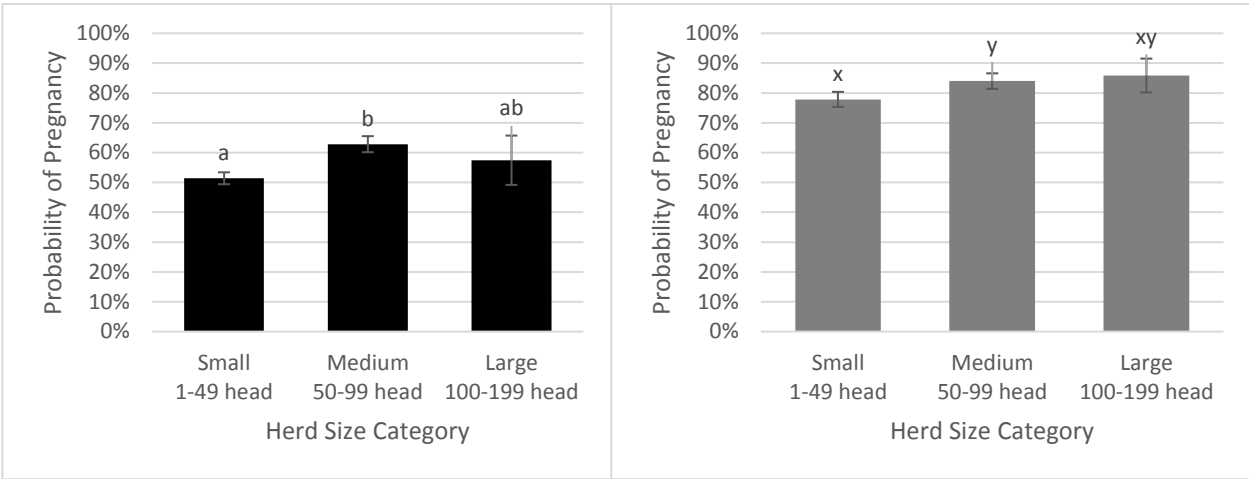 Probability of Pregnancy
100%
90%
80%
70%
60%
50%
40%
30%
20%
10%
0%
a
b
ab
Small
1-49 head
Medium
50-99 head
Large
100-199 head
Herd Size Category
Probability of Pregnancy
100%
90%
80%
70%
60%
50%
40%
30%
20%
10%
0%
x
y
xy
Small
1-49 head
Medium
50-99 head
Large
100-199 head
Herd Size Category